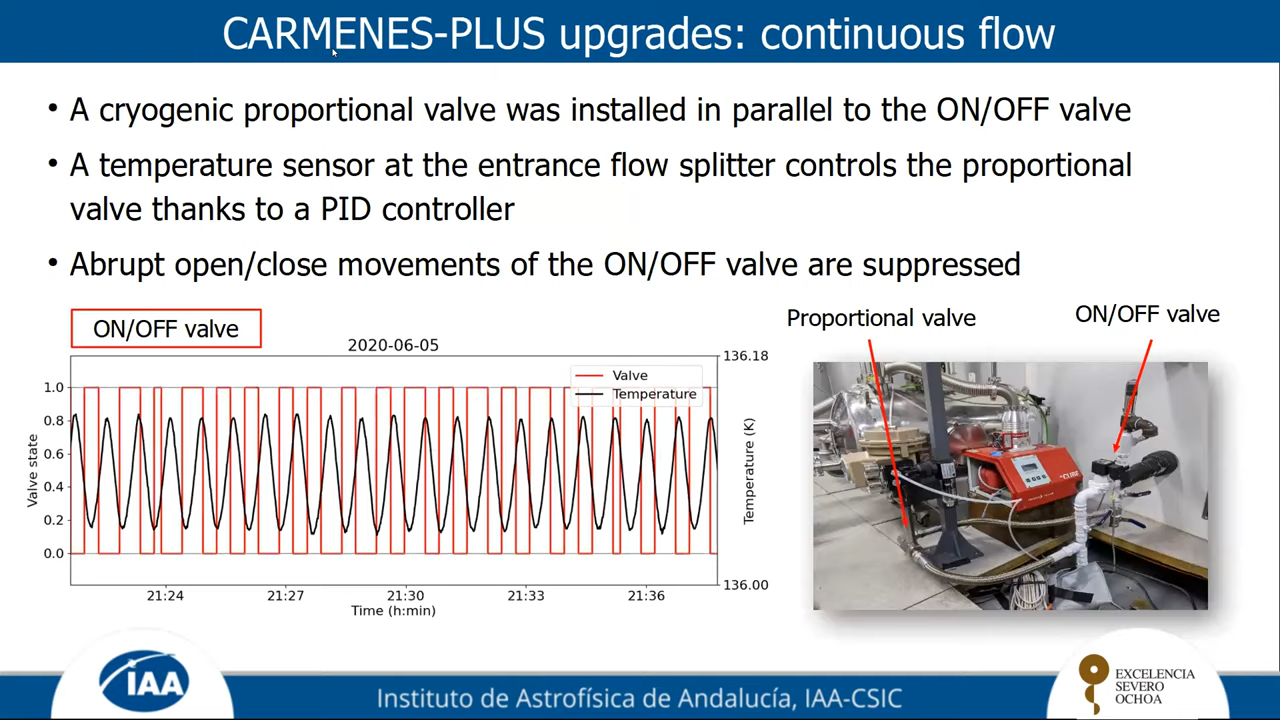 CARMENES-PLUS upgrades: continuous flow
• A cryogenic proportional valve was installed in parallel to the ON/OFF valve
• A temperature sensor at the entrance flow splitter controls the proportional
valve thanks to a PID controller
• Abrupt open/close movements of the ON/OFF valve are suppressed
ON/OFF valve
2020-06-05
Valve
Temperature
Valve state
1.0
0.8
0.6
0.4
0.2
0.0
136.18
136.00
Temperature (K)
21:24
21:27
21:30
21:33
21:36
Time (h:min)
Proportional valve
ON/OFF valve
CUBE
IAA
Instituto de Astrofísica de Andalucía, IAA-CSIC
EXCELENCIA
SEVERO
OCHOA